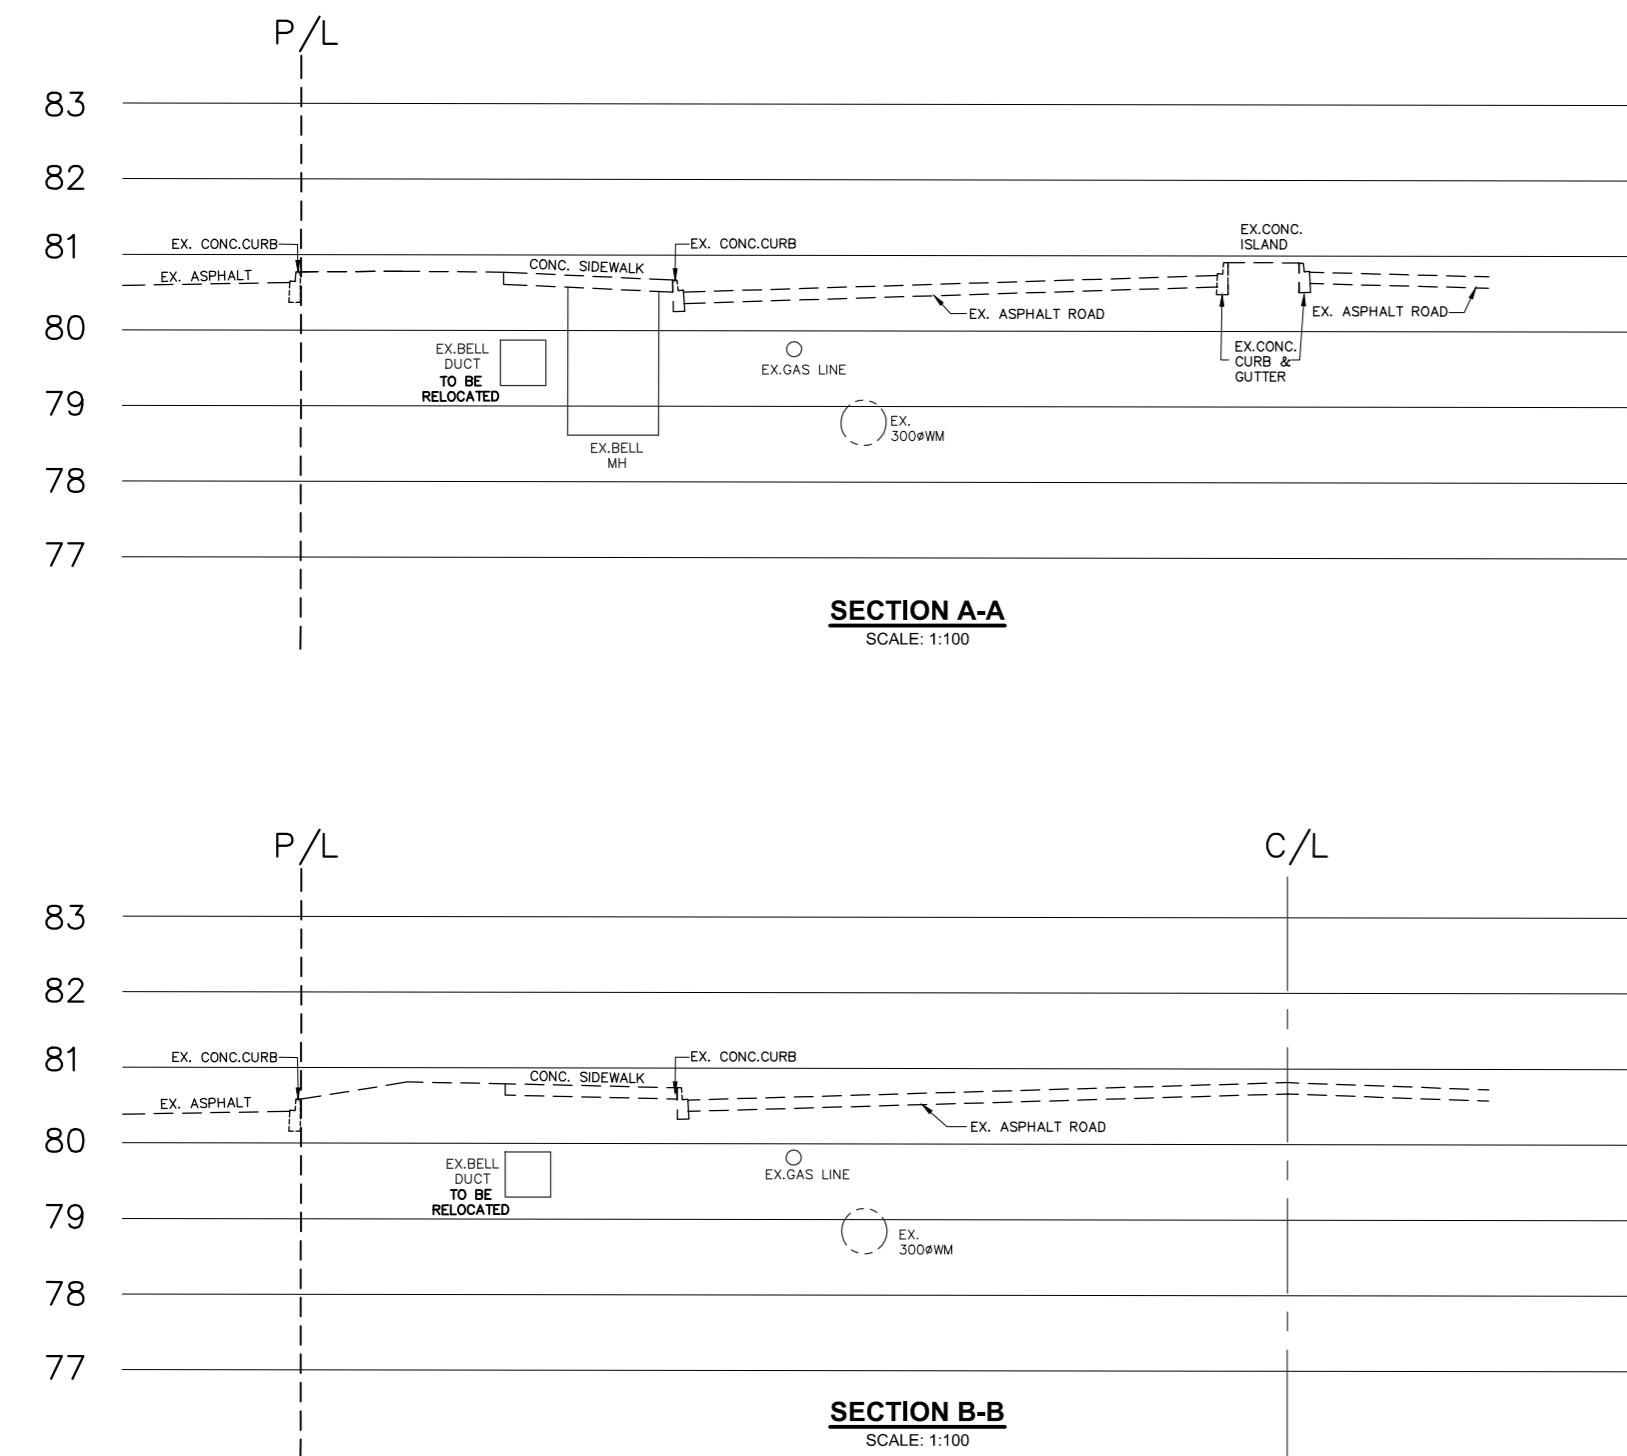 P/L
83
82
81
EX. CONC.CURB
EX. ASPHALT
CONC. SIDEWALK
EX. CONC.CURB
EX.CONC.
ISLAND
EX. ASPHALT ROAD
EX. ASPHALT ROAD
80
EX.BELL
DUCT
TO BE
RELOCATED
EX.GAS LINE
EX.CONC.
CURB &
GUTTER
79
EX.
300øWM
EX.BELL
MH
78
77
SECTION A-A
SCALE: 1:100
P/L
C/L
83
82
81
EX. CONC.CURB
EX. ASPHALT
CONC. SIDEWALK
EX. CONC.CURB
EX. ASPHALT ROAD
80
EX.BELL
DUCT
TO BE
RELOCATED
EX.GAS LINE
79
EX.
300øWM
78
77
SECTION B-B
SCALE: 1:100